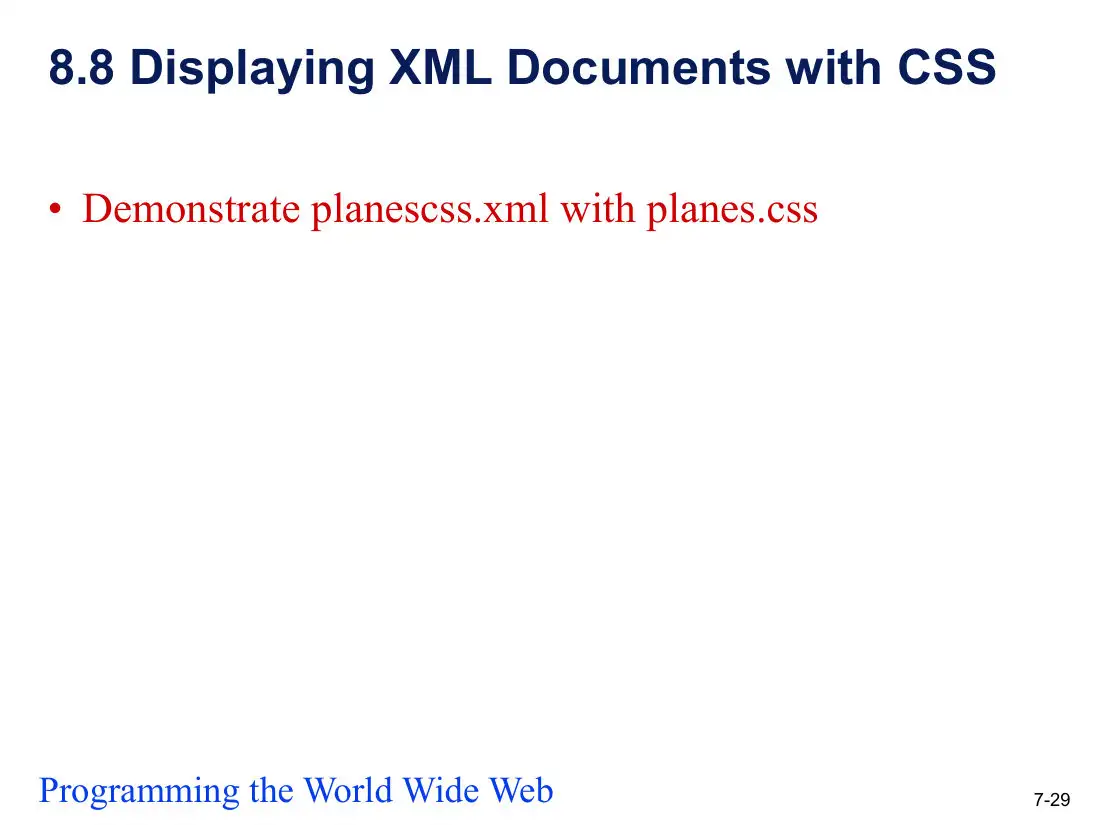 8.8 Displaying XML Documents with CSS
• Demonstrate planescss.xml with planes.css
Programming the World Wide Web
7-29